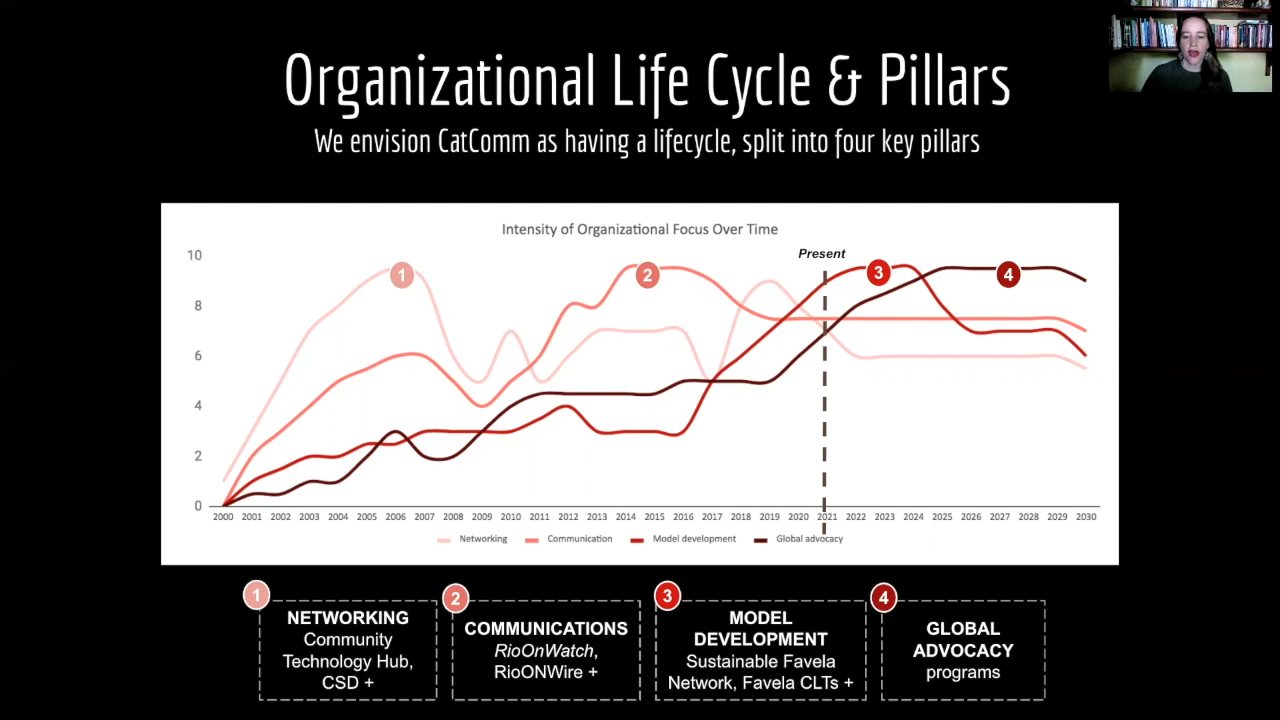 Organizational Life Cycle & Pillars
We envision CatComm as having a lifecycle, split into four key pillars
Intensity of Organizational Focus Over Time
Present
10
8
6
4
2
0
1
2
3
4
2000 2001 2002 2003 2004 2005 2006 2007 2008 2009 2010 2011 2012 2013 2014 2015 2016 2017 2018 2019 2020 2021 2022 2023 2024 2025 2026 2027 2028 2029 2030
Networking Communication Model development Global advocacy
1
NETWORKING
Community
Technology Hub,
CSD +
2
COMMUNICATIONS
RioOnWatch,
RioONWire +
3
MODEL
DEVELOPMENT
Sustainable Favela
Network, Favela CLTs +
4
GLOBAL
ADVOCACY
programs